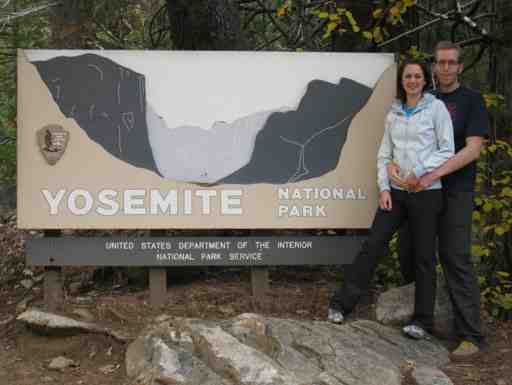 YOSEMITE NATIONAL
PARK
UNITED STATES DEPARTMENT OF THE INTERIOR
NATIONAL PARK SERVICE